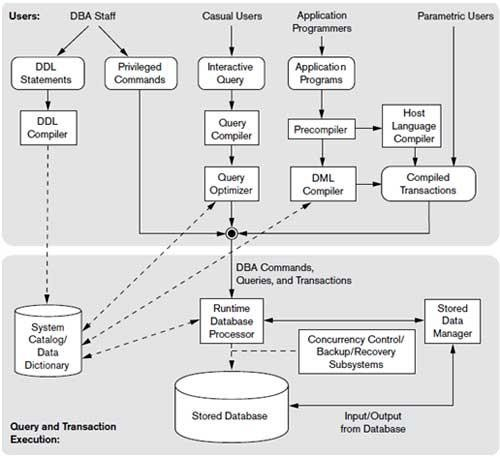 Users:
DBA Staff
Casual Users
Application
Programmers
Parametric Users
DDL
Statements
Privileged
Commands
Interactive
Query
Application
Programs
DDL
Compiler
Query
Compiler
Precompiler
Host
Language
Compiler
Query
Optimizer
DML
Compiler
Compiled
Transactions
DBA Commands,
Queries, and Transactions
System
Catalog/
Data
Dictionary
Runtime
Database
Processor
Stored
Data
Manager
Concurrency Control/
Backup/Recovery
Subsystems
Stored Database
Input/Output
from Database
Query and Transaction
Execution: